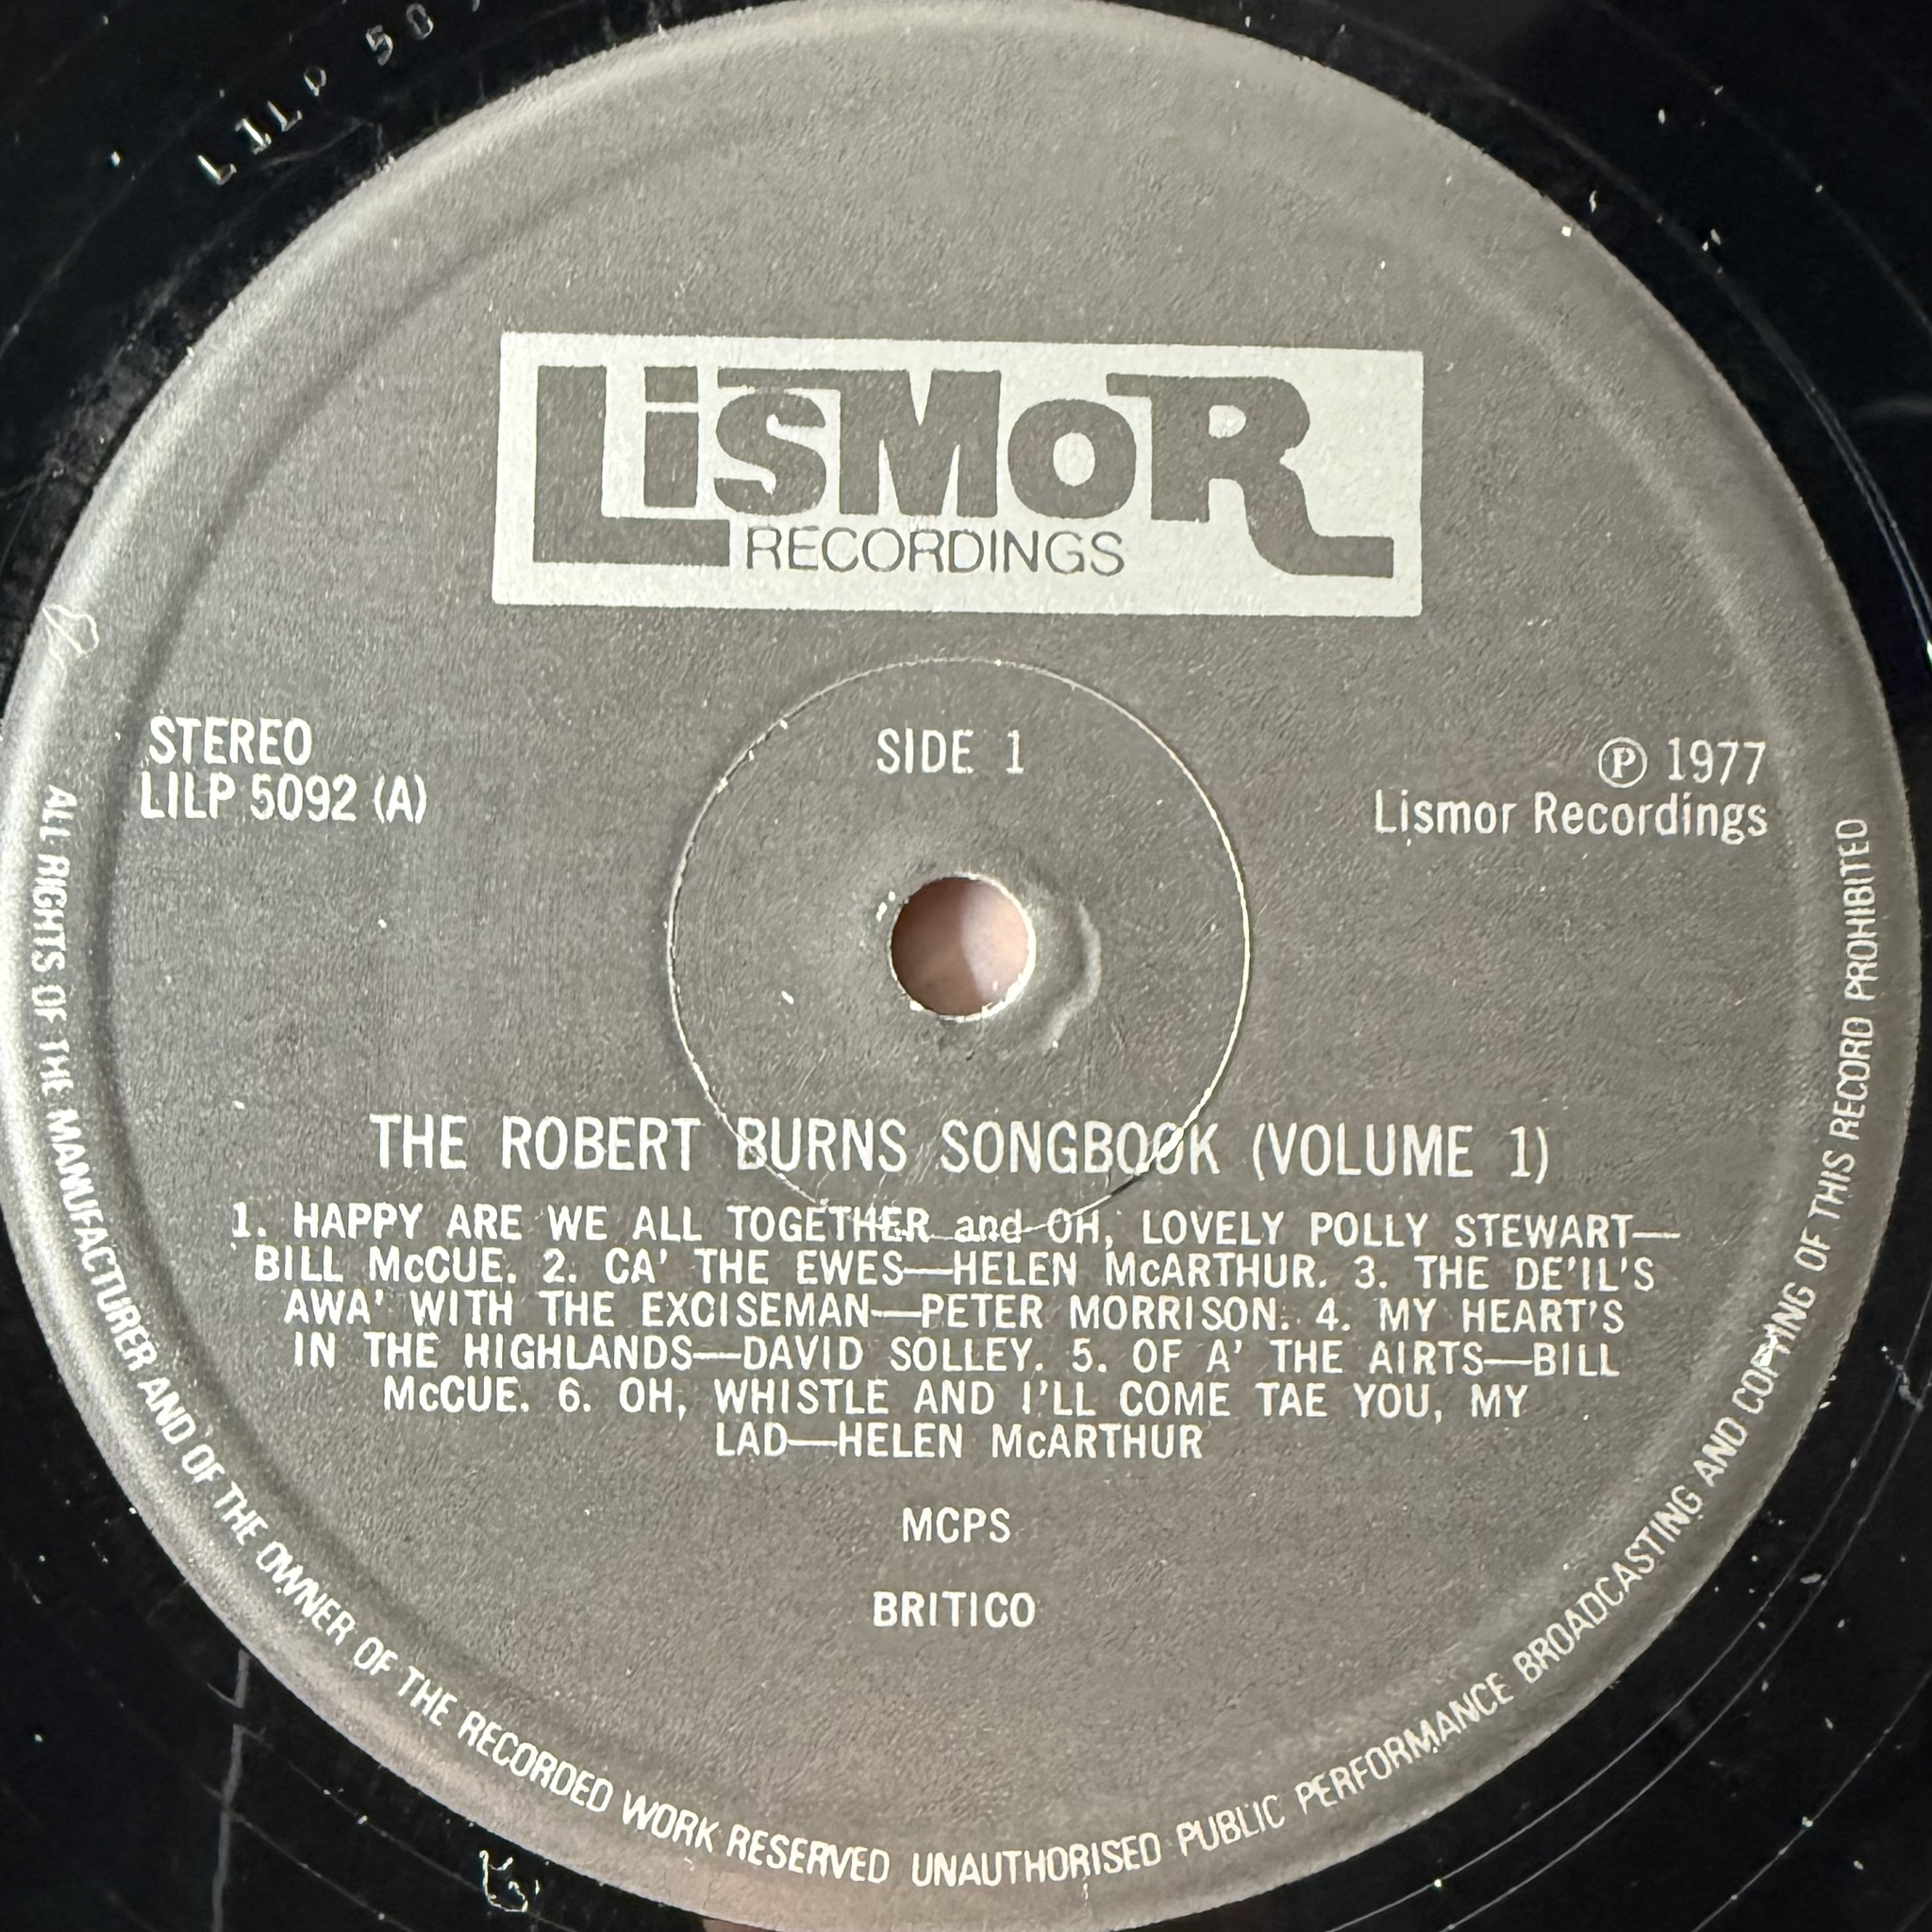 LILP 50
LiSMOR
RECORDINGS
STEREO
LILP 5092 (A)
SIDE 1
Ⓟ 1977
Lismor Recordings
THE ROBERT BURNS SONGBOOK (VOLUME 1)
1. HAPPY ARE WE ALL TOGETHER and OH, LOVELY POLLY STEWART—
BILL McCUE. 2. CA' THE EWES—HELEN McARTHUR. 3. THE DE'IL'S
AWA' WITH THE EXCISEMAN—PETER MORRISON. 4. MY HEART'S
IN THE HIGHLANDS—DAVID SOLLEY. 5. OF A' THE AIRTS—BILL
McCUE. 6. OH, WHISTLE AND I'LL COME TAE YOU, MY
LAD—HELEN McARTHUR
MCPS
BRITICO
ALL RIGHTS OF THE MANUFACTURER AND OF THE OWNER OF THE RECORDED WORK RESERVED UNAUTHORISED PUBLIC PERFORMANCE BROADCASTING AND COPYING OF THIS RECORD PROHIBITED